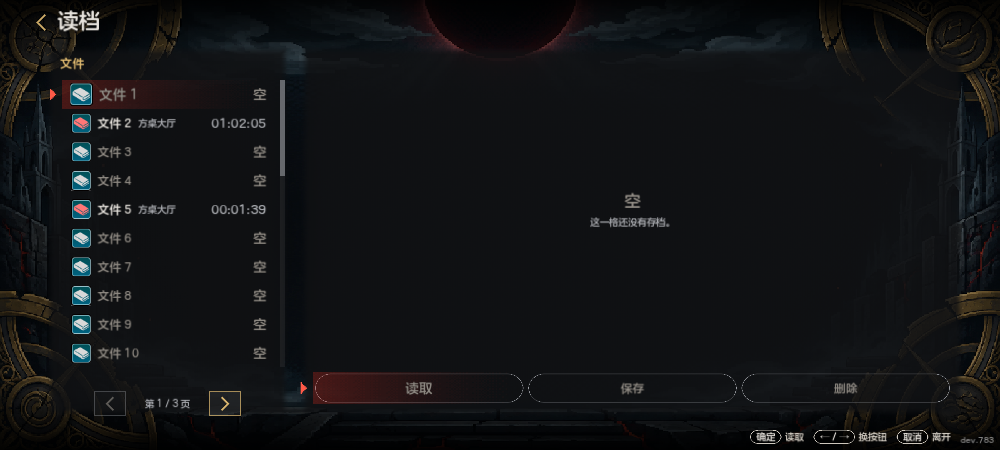 读档
文件
文件 1 空
文件 2 方桌大厅 01:02:05
文件 3 空
文件 4 空
文件 5 方桌大厅 00:01:39
文件 6 空
文件 7 空
文件 8 空
文件 9 空
文件 10 空
空
这一格还没有存档。
第 1 / 3 页
读取 保存 删除
确定 读取 ←/→ 换按钮 取消 离开 dev.783